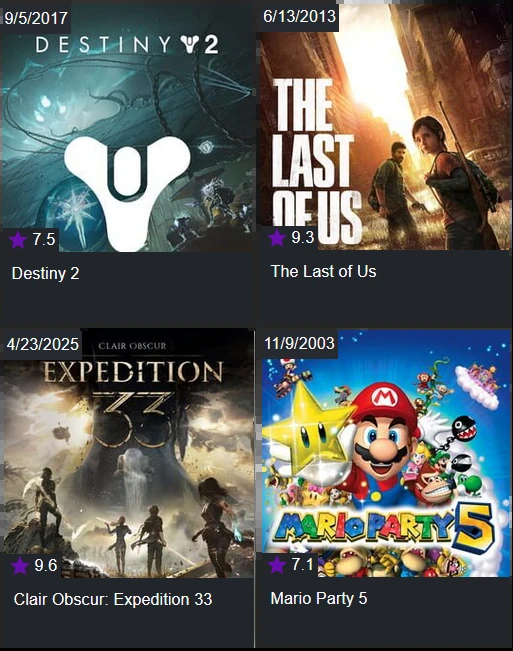 9/5/2017
DESTINY 2
7.5
Destiny 2
6/13/2013
THE
LAST
OF US
9.3
The Last of Us
4/23/2025
CLAIR OBSCUR
EXPEDITION
33
9.6
Clair Obscur: Expedition 33
11/9/2003
M
MARIO PARTY 5
7.1
Mario Party 5